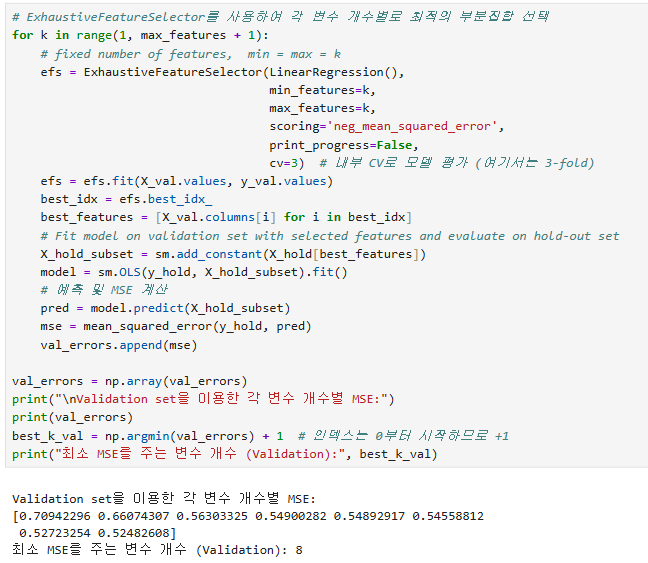 # ExhaustiveFeatureSelector를 사용하여 각 변수 개수별로 최적의 부분집합 선택
for k in range(1, max_features + 1):
    # fixed number of features,  min = max = k
    efs = ExhaustiveFeatureSelector(LinearRegression(),
                                    min_features=k,
                                    max_features=k,
                                    scoring='neg_mean_squared_error',
                                    print_progress=False,
                                    cv=3)  # 내부 CV로 모델 평가 (여기서는 3-fold)
    efs = efs.fit(X_val.values, y_val.values)
    best_idx = efs.best_idx_
    best_features = [X_val.columns[i] for i in best_idx]
    # Fit model on validation set with selected features and evaluate on hold-out set
    X_hold_subset = sm.add_constant(X_hold[best_features])
    model = sm.OLS(y_hold, X_hold_subset).fit()
    # 예측 및 MSE 계산
    pred = model.predict(X_hold_subset)
    mse = mean_squared_error(y_hold, pred)
    val_errors.append(mse)

val_errors = np.array(val_errors)
print("\nValidation set을 이용한 각 변수 개수별 MSE:")
print(val_errors)
best_k_val = np.argmin(val_errors) + 1  # 인덱스는 0부터 시작하므로 +1
print("최소 MSE를 주는 변수 개수 (Validation):", best_k_val)

Validation set을 이용한 각 변수 개수별 MSE:
[0.70942296 0.66074307 0.56303325 0.54900282 0.54892917 0.54558812
 0.52723254 0.52482608]
최소 MSE를 주는 변수 개수 (Validation): 8